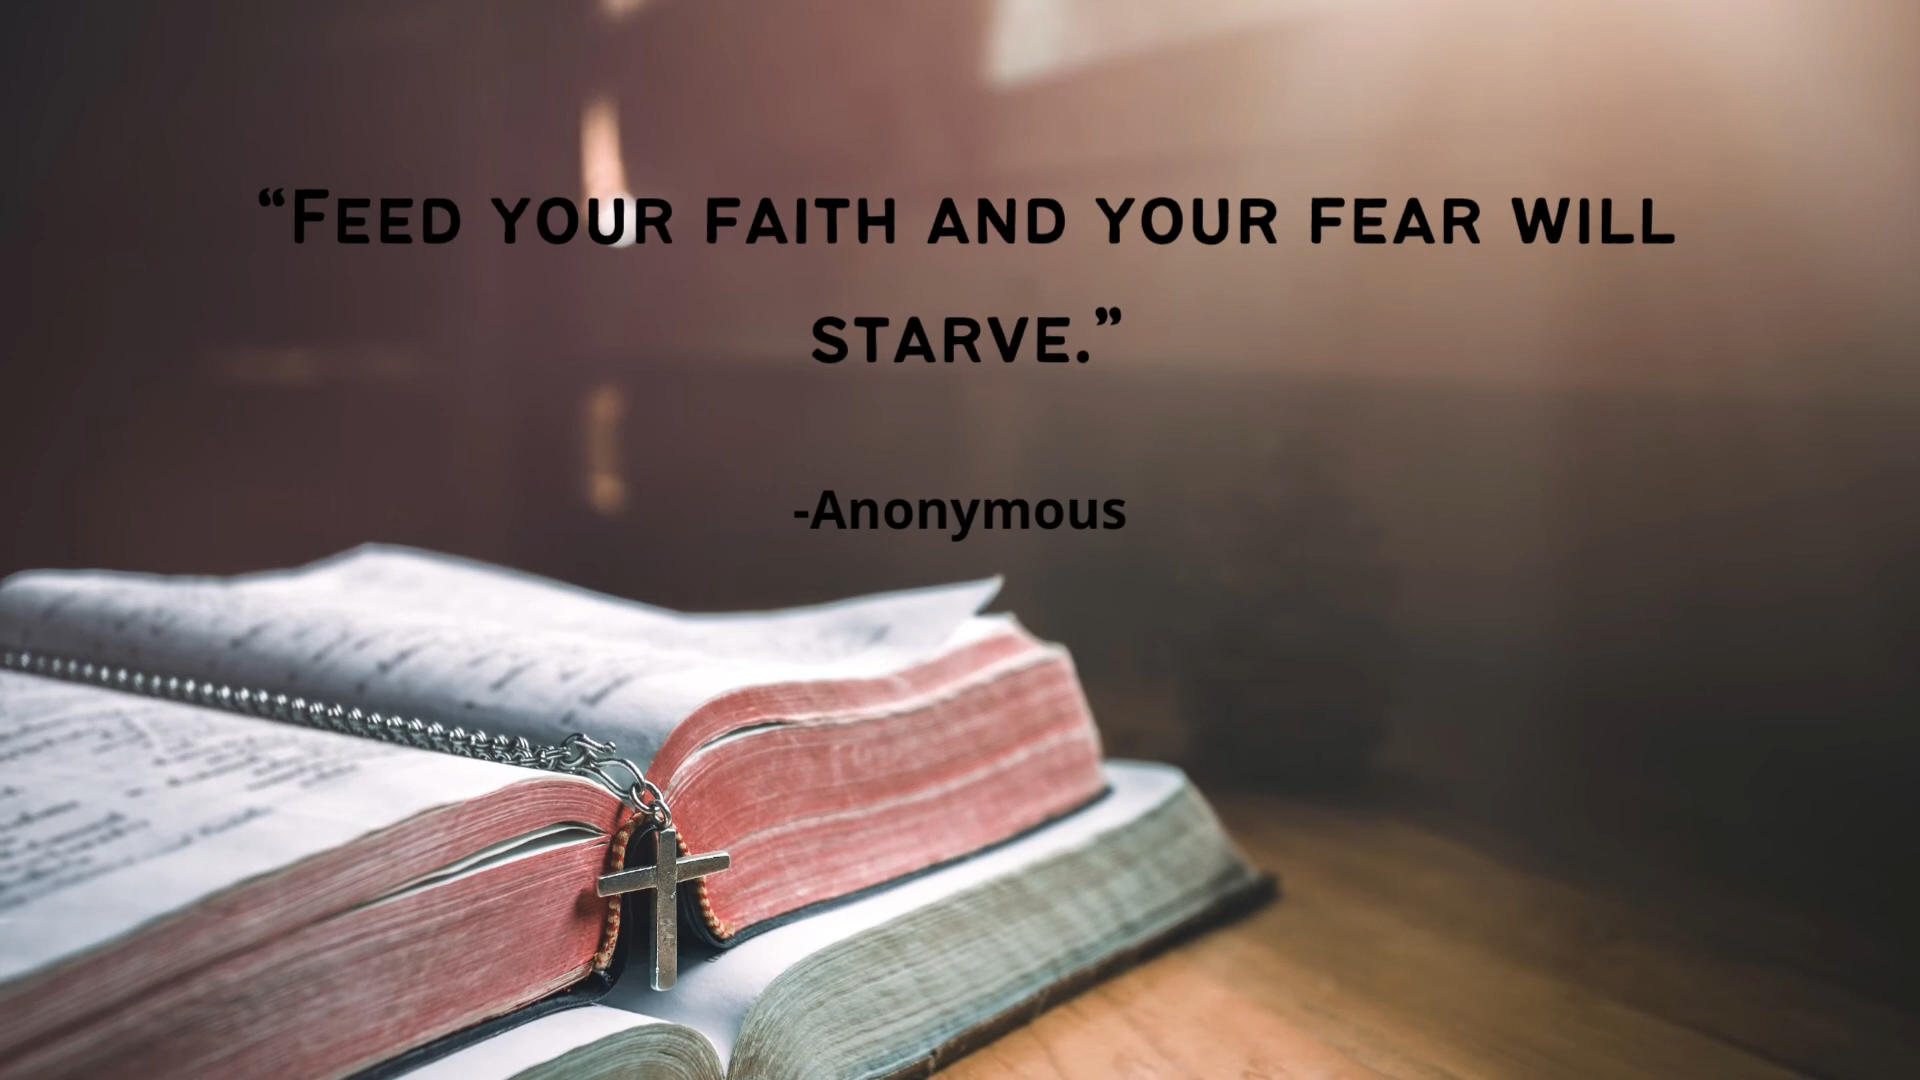 “Feed your faith and your fear will
starve.”
-Anonymous